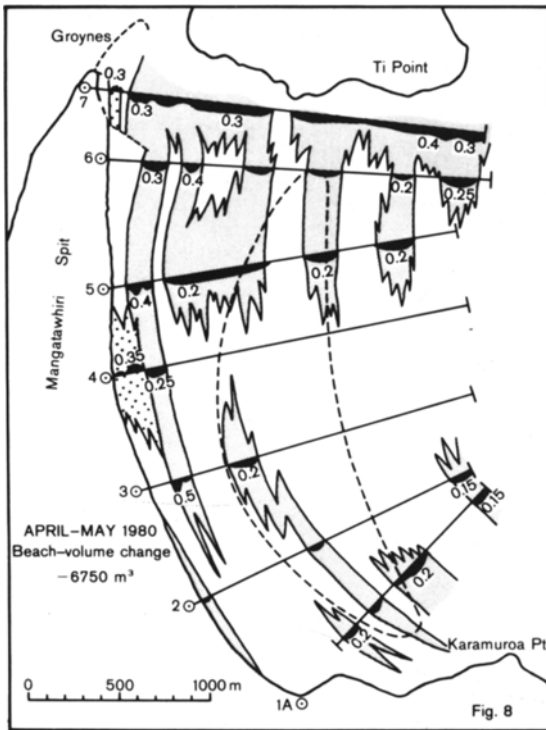 Groynes
Ti Point
0.3
7
0.3
0.3
0.4
0.3
6
0.3
0.4
0.2
0.25
Mangatawhiri Spit
5
0.4
0.2
0.2
0.2
0.35
4
0.25
3
0.5
0.2
0.15
0.15
APRIL–MAY 1980
Beach–volume change
–6750 m³
2
0.2
0.2
Karamuroa Pt
0 500 1000 m
1A
Fig. 8